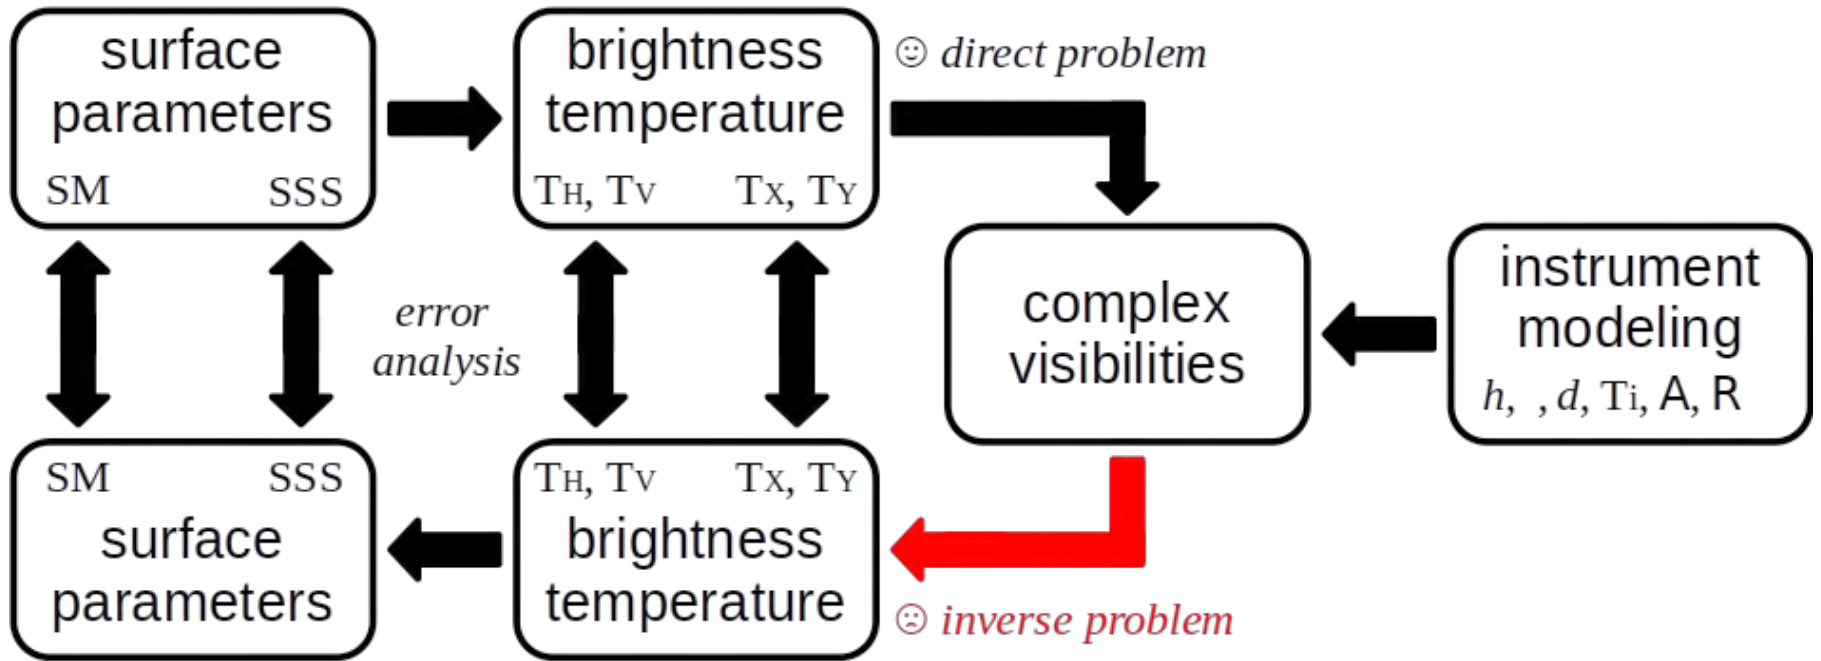 surface
parameters
SM SSS
brightness
temperature
TH, TV TX, TY
direct problem
error
analysis
complex
visibilities
instrument
modeling
h, , d, Ti, A, R
SM SSS
surface
parameters
TH, TV TX, TY
brightness
temperature
inverse problem